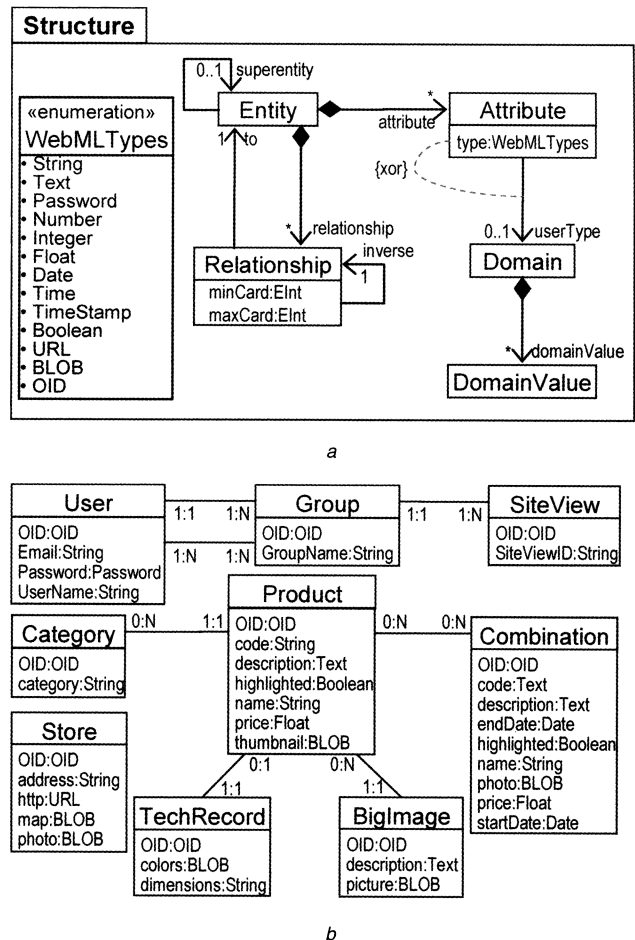 Structure
0..1 superentity
Entity
*
attribute
Attribute
type:WebMLTypes
{xor}
«enumeration»
WebMLTypes
• String
• Text
• Password
• Number
• Integer
• Float
• Date
• Time
• TimeStamp
• Boolean
• URL
• BLOB
• OID
1 to
* relationship
inverse
1
Relationship
minCard:EInt
maxCard:EInt
0..1 userType
Domain
* domainValue
DomainValue
a
User
OID:OID
Email:String
Password:Password
UserName:String
1:1 1:N
1:N 1:N
Group
OID:OID
GroupName:String
1:1 1:N
SiteView
OID:OID
SiteViewID:String
Category
OID:OID
category:String
0:N 1:1
Product
OID:OID
code:String
description:Text
highlighted:Boolean
name:String
price:Float
thumbnail:BLOB
0:N 0:N
Combination
OID:OID
code:Text
description:Text
endDate:Date
highlighted:Boolean
name:String
photo:BLOB
price:Float
startDate:Date
Store
OID:OID
address:String
http:URL
map:BLOB
photo:BLOB
0:1
1:1
0:N
1:1
TechRecord
OID:OID
colors:BLOB
dimensions:String
BigImage
OID:OID
description:Text
picture:BLOB
b